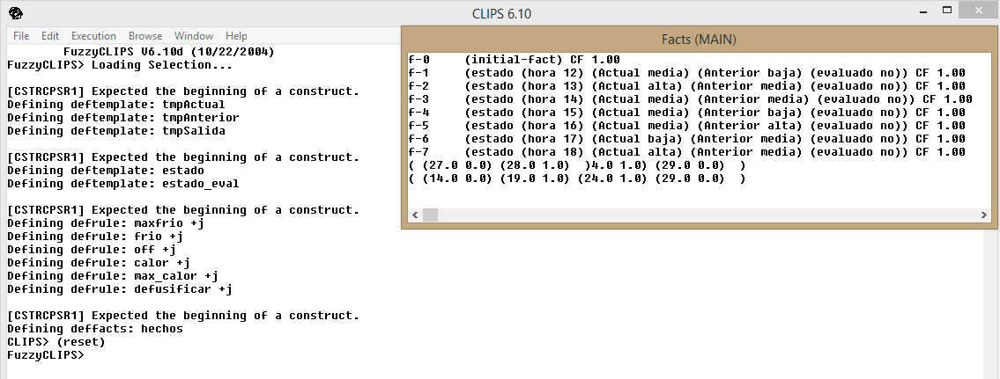 CLIPS 6.10
File Edit Execution Browse Window Help
FuzzyCLIPS V6.10d (10/22/2004)
FuzzyCLIPS> Loading Selection...
[CSTRCPSR1] Expected the beginning of a construct.
Defining deftemplate: tmpActual
Defining deftemplate: tmpAnterior
Defining deftemplate: tmpSalida
[CSTRCPSR1] Expected the beginning of a construct.
Defining deftemplate: estado
Defining deftemplate: estado_eval
[CSTRCPSR1] Expected the beginning of a construct.
Defining defrule: maxfrio +j
Defining defrule: frio +j
Defining defrule: off +j
Defining defrule: calor +j
Defining defrule: max_calor +j
Defining defrule: defusificar +j
[CSTRCPSR1] Expected the beginning of a construct.
Defining deffacts: hechos
CLIPS> (reset)
FuzzyCLIPS>
Facts (MAIN)
f-0 (initial-fact) CF 1.00
f-1 (estado (hora 12) (Actual media) (Anterior baja) (evaluado no)) CF 1.00
f-2 (estado (hora 13) (Actual alta) (Anterior media) (evaluado no)) CF 1.00
f-3 (estado (hora 14) (Actual media) (Anterior media) (evaluado no)) CF 1.00
f-4 (estado (hora 15) (Actual media) (Anterior baja) (evaluado no)) CF 1.00
f-5 (estado (hora 16) (Actual media) (Anterior alta) (evaluado no)) CF 1.00
f-6 (estado (hora 17) (Actual baja) (Anterior media) (evaluado no)) CF 1.00
f-7 (estado (hora 18) (Actual alta) (Anterior media) (evaluado no)) CF 1.00
( (27.0 0.0) (28.0 1.0) )4.0 1.0) (29.0 0.0) )
( (14.0 0.0) (19.0 1.0) (24.0 1.0) (29.0 0.0) )